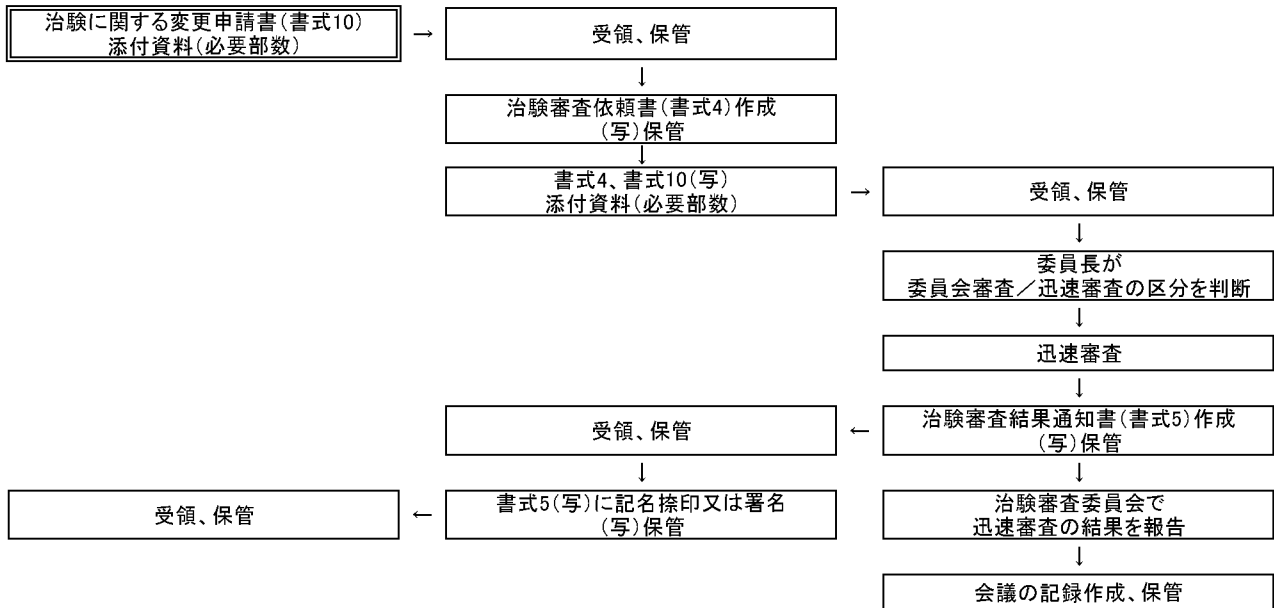 治験に関する変更申請書(書式10)
添付資料(必要部数)
→
受領、保管
↓
治験審査依頼書(書式4)作成
(写)保管
↓
書式4、書式10(写)
添付資料(必要部数)
→
受領、保管
↓
委員長が
委員会審査／迅速審査の区分を判断
↓
迅速審査
↓
治験審査結果通知書(書式5)作成
(写)保管
←
受領、保管
↓
書式5(写)に記名捺印又は署名
(写)保管
←
受領、保管
↓
治験審査委員会で
迅速審査の結果を報告
↓
会議の記録作成、保管